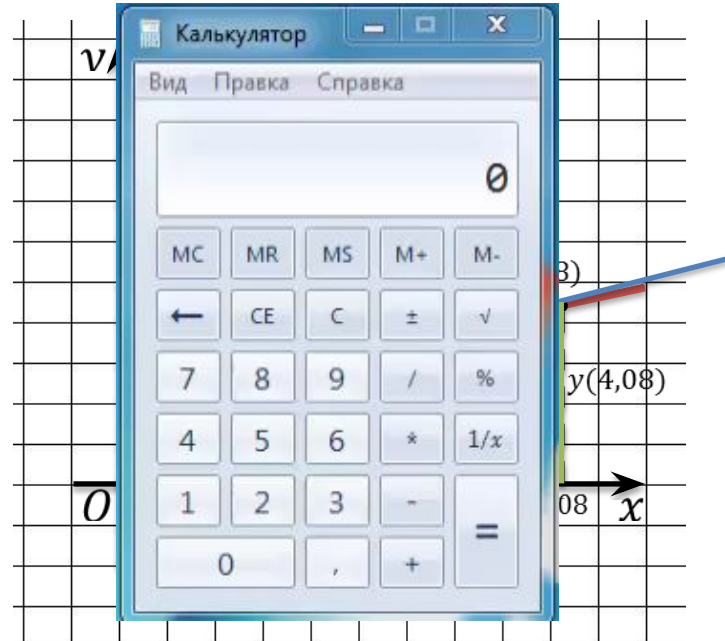 y
Калькулятор
Вид Правка Справка
0
MC MR MS M+ M-
3)
← CE C ± √
7 8 9 / %
y(4,08)
4 5 6 * 1/x
1 2 3 - =
O
08 x
0 , +